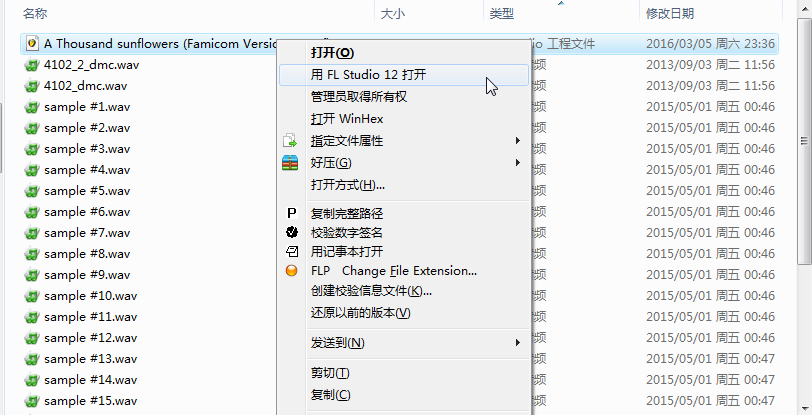 名称 大小 类型 修改日期
A Thousand sunflowers (Famicom Versi 工程文件 2016/03/05 周六 23:36
打开(O)
4102_2_dmc.wav 频 2013/09/03 周二 11:56
用 FL Studio 12 打开
4102_dmc.wav 频 2013/09/03 周二 11:56
管理员取得所有权
sample #1.wav 频 2015/05/01 周五 00:46
打开 WinHex
sample #2.wav 频 2015/05/01 周五 00:46
指定文件属性
sample #3.wav 频 2015/05/01 周五 00:46
好压(G)
sample #4.wav 频 2015/05/01 周五 00:46
打开方式(H)...
sample #5.wav 频 2015/05/01 周五 00:46
sample #6.wav 频 2015/05/01 周五 00:46
复制完整路径
sample #7.wav 频 2015/05/01 周五 00:46
校验数字签名
sample #8.wav 频 2015/05/01 周五 00:46
用记事本打开
sample #9.wav 频 2015/05/01 周五 00:46
FLP Change File Extension...
sample #10.wav 频 2015/05/01 周五 00:46
创建校验信息文件(K)...
sample #11.wav 频 2015/05/01 周五 00:46
还原以前的版本(V)
sample #12.wav 频 2015/05/01 周五 00:46
发送到(N)
sample #13.wav 频 2015/05/01 周五 00:47
剪切(T)
sample #14.wav 频 2015/05/01 周五 00:47
复制(C)
sample #15.wav 频 2015/05/01 周五 00:47